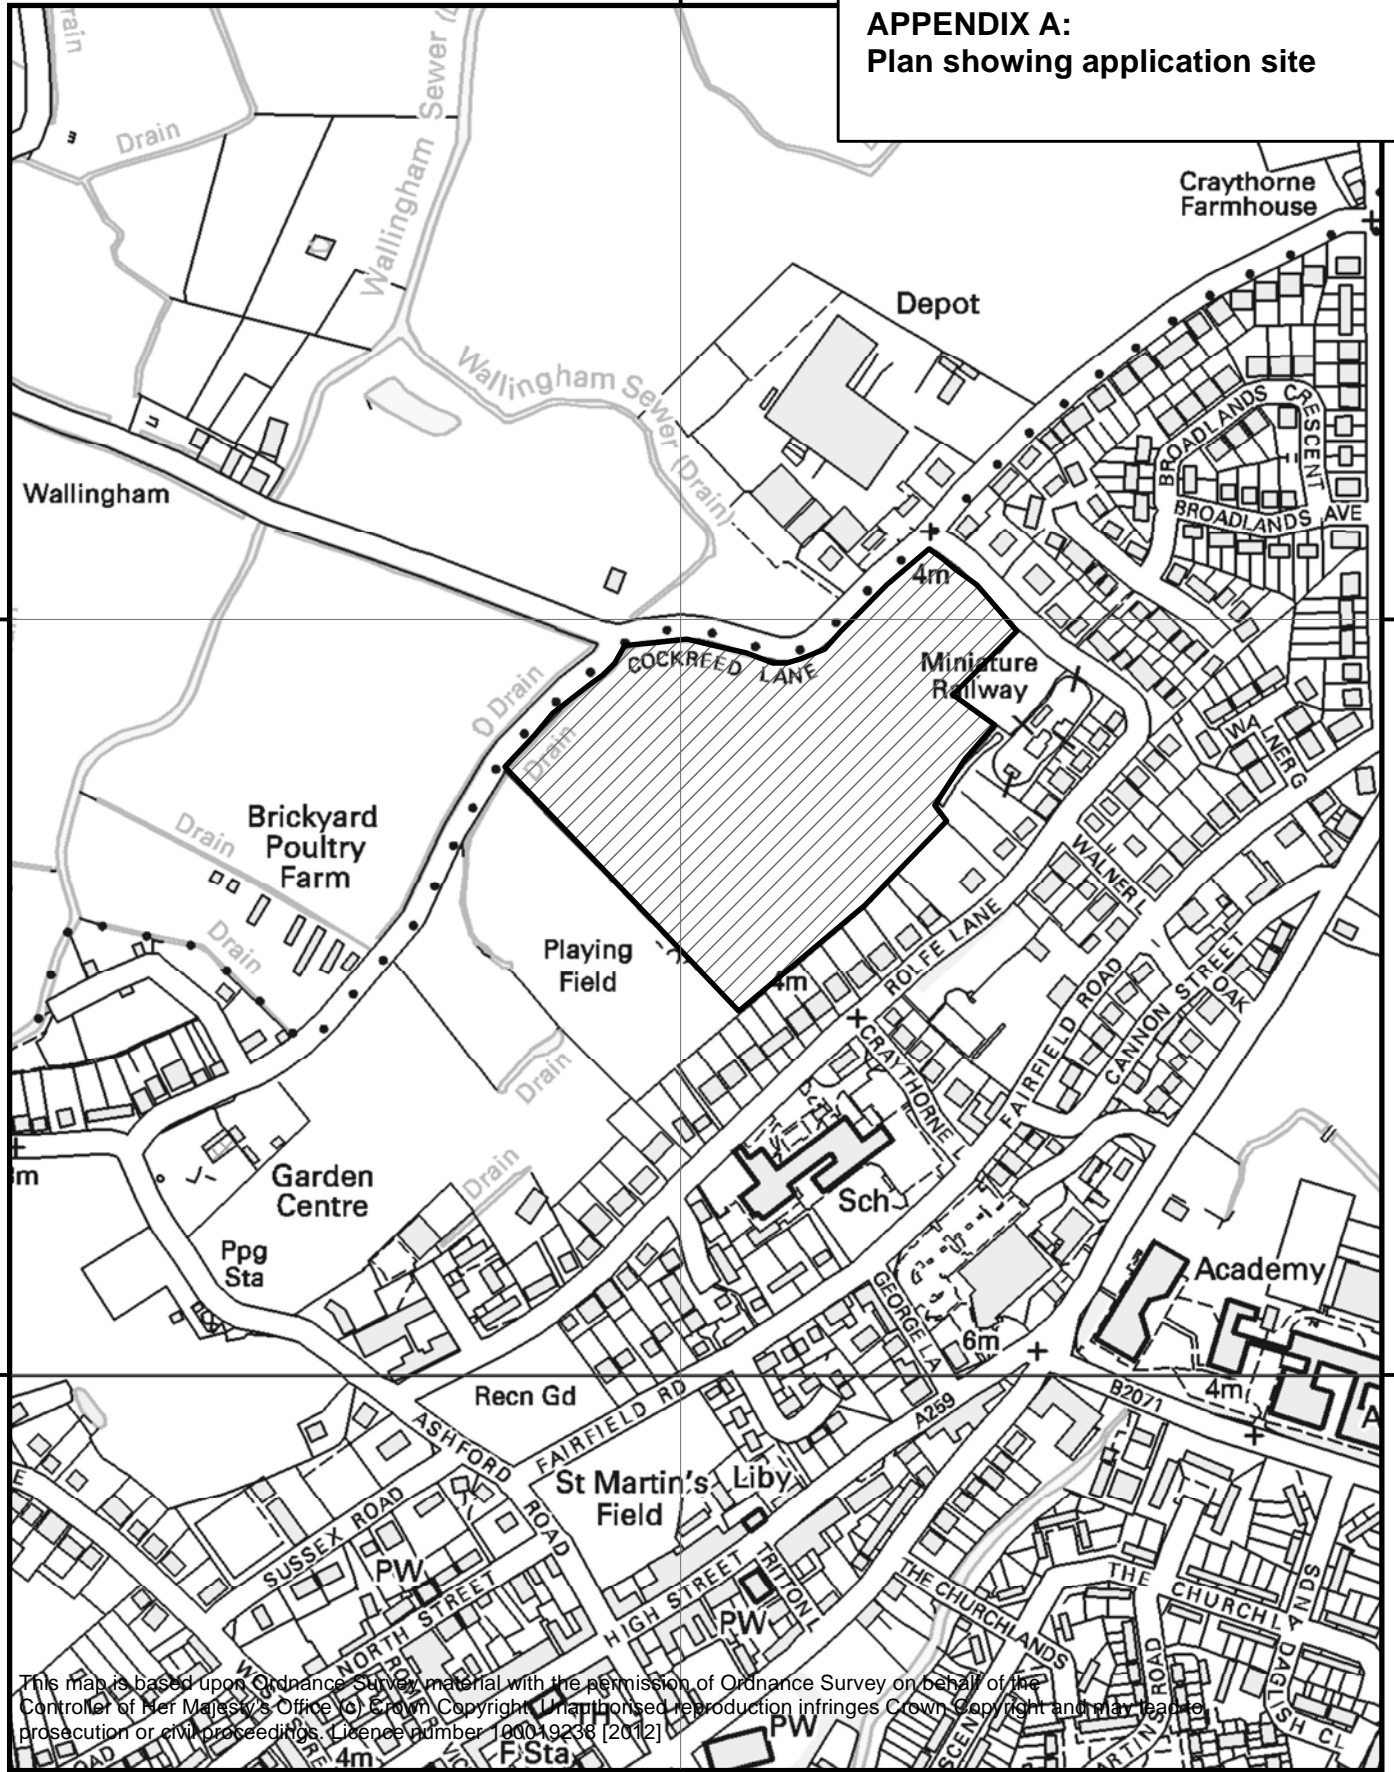 APPENDIX A:
Plan showing application site
Drain
Wallingham Sewer
Craythorne
Farmhouse
Depot
Wallingham Sewer (Drain)
Wallingham
BROADLANDS CRESCENT
BROADLANDS AVE
4m
COCKREED LANE
Miniature
Railway
Drain
Drain
WALNER G
Brickyard
Poultry
Farm
Drain
WALNER L
Drain
Playing
Field
4m
ROLFE LANE
CANNON STREET
OAK
FAIRFIELD ROAD
CRAYTHORNE
Drain
Drain
Garden
Centre
Sch
Ppg
Sta
Academy
GEORGE LA
6m
Recn Gd
FAIRFIELD RD
A259
B2071
4m
ASHFORD ROAD
St Martin's
Field
Liby
SUSSEX ROAD
PW
NORTH STREET
HIGH STREET
TRITTON L
PW
THE CHURCHLANDS
THE CHURCHLANDS
ROAD
DAGLISH CL
This map is based upon Ordnance Survey material with the permission of Ordnance Survey on behalf of the
Controller of Her Majesty's Office (c) Crown Copyright. Unauthorised reproduction infringes Crown Copyright and may lead to
prosecution or civil proceedings. Licence number 100019238 [2012]
PW
F Sta
4m